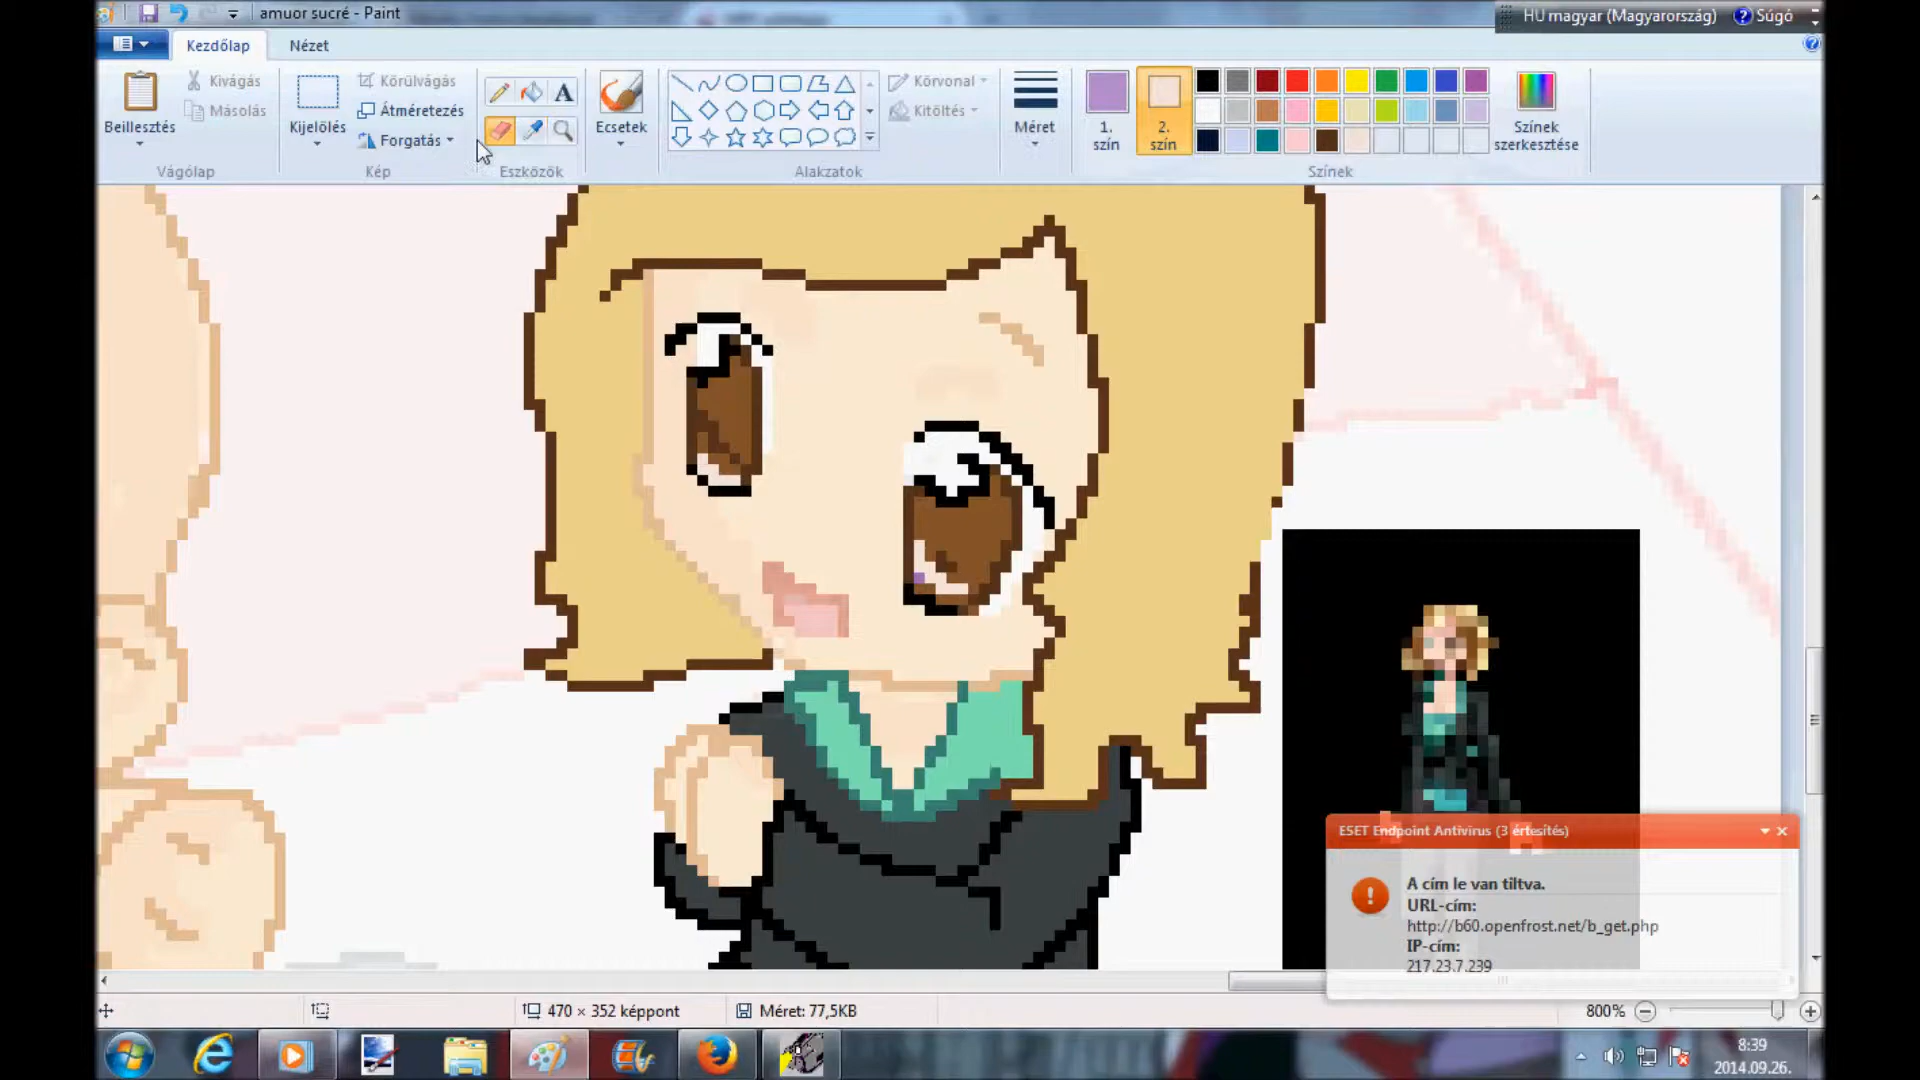 amuor sucré - Paint
HU magyar (Magyarország)
Súgó
Kezdőlap
Nézet
Beillesztés
Kivágás
Másolás
Vágólap
Kijelölés
Körülvágás
Átméretezés
Forgatás
Kép
Eszközök
Ecsetek
Körvonal
Kitöltés
Alakzatok
Méret
1.
szín
2.
szín
Színek
szerkesztése
Színek
ESET Endpoint Antivirus (3 értesítés)
A cím le van tiltva.
URL-cím:
http://b60.openfrost.net/b_get.php
IP-cím:
217.23.7.239
470 × 352 képpont
Méret: 77,5KB
800%
8:39
2014.09.26.